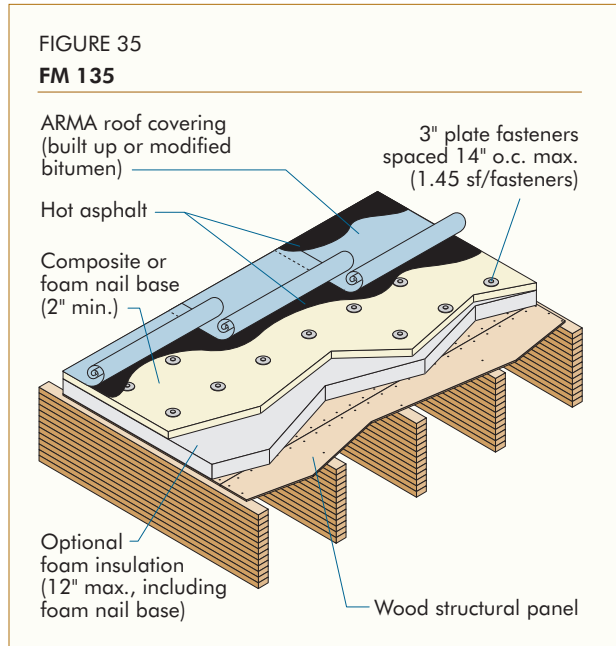 FIGURE 35
FM 135
ARMA roof covering
(built up or modified
bitumen)
3" plate fasteners
spaced 14" o.c. max.
(1.45 sf/fasteners)
Hot asphalt
Composite or
foam nail base
(2" min.)
Optional
foam insulation
(12" max., including
foam nail base)
Wood structural panel